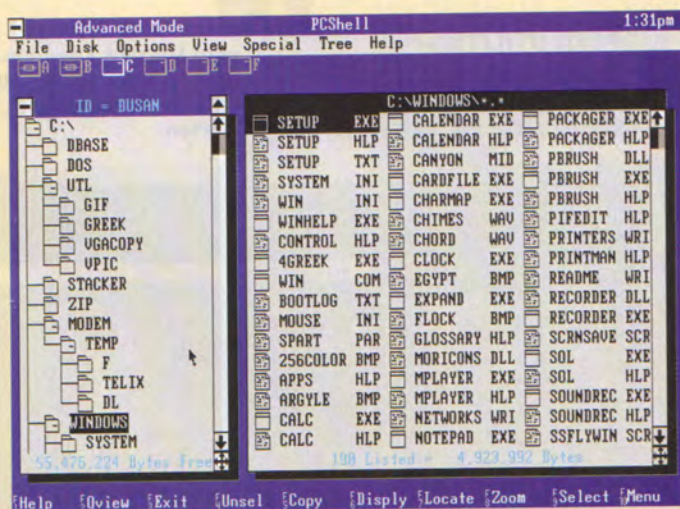 Advanced Mode PCShell 1:31pm
File Disk Options View Special Tree Help
A B C D E F
ID = BUSAN
C:\
DBASE
DOS
UTL
GIF
GREEK
VGACOPY
VPIC
STACKER
ZIP
MODEM
TEMP
F
TELIX
DL
WINDOWS
SYSTEM
55,476,224 Bytes Free
C:\WINDOWS\*.*
SETUP EXE CALENDAR EXE PACKAGER EXE
SETUP HLP CALENDAR HLP PACKAGER HLP
SETUP TXT CANYON MID PBRUSH DLL
SYSTEM INI CARDFILE EXE PBRUSH EXE
WIN INI CHARMAP EXE PBRUSH HLP
WINHELP EXE CHIMES WAV PIFEDIT HLP
CONTROL HLP CHORD WAV PRINTERS WRI
4GREEK EXE CLOCK EXE PRINTMAN HLP
WIN COM EGYPT BMP README WRI
BOOTLOG TXT EXPAND EXE RECORDER DLL
MOUSE INI FLOCK BMP RECORDER EXE
SPART PAR GLOSSARY HLP SCRNSAVE SCR
256COLOR BMP MORICONS DLL SOL EXE
APPS HLP MPLAYER EXE SOL HLP
ARGYLE BMP MPLAYER HLP SOUNDREC EXE
CALC EXE NETWORKS WRI SOUNDREC HLP
CALC HLP NOTEPAD EXE SSFLYWIN SCR
198 Listed = 4,923,992 Bytes
Help Qview Exit Unsel Copy Disply Locate Zoom Select Menu